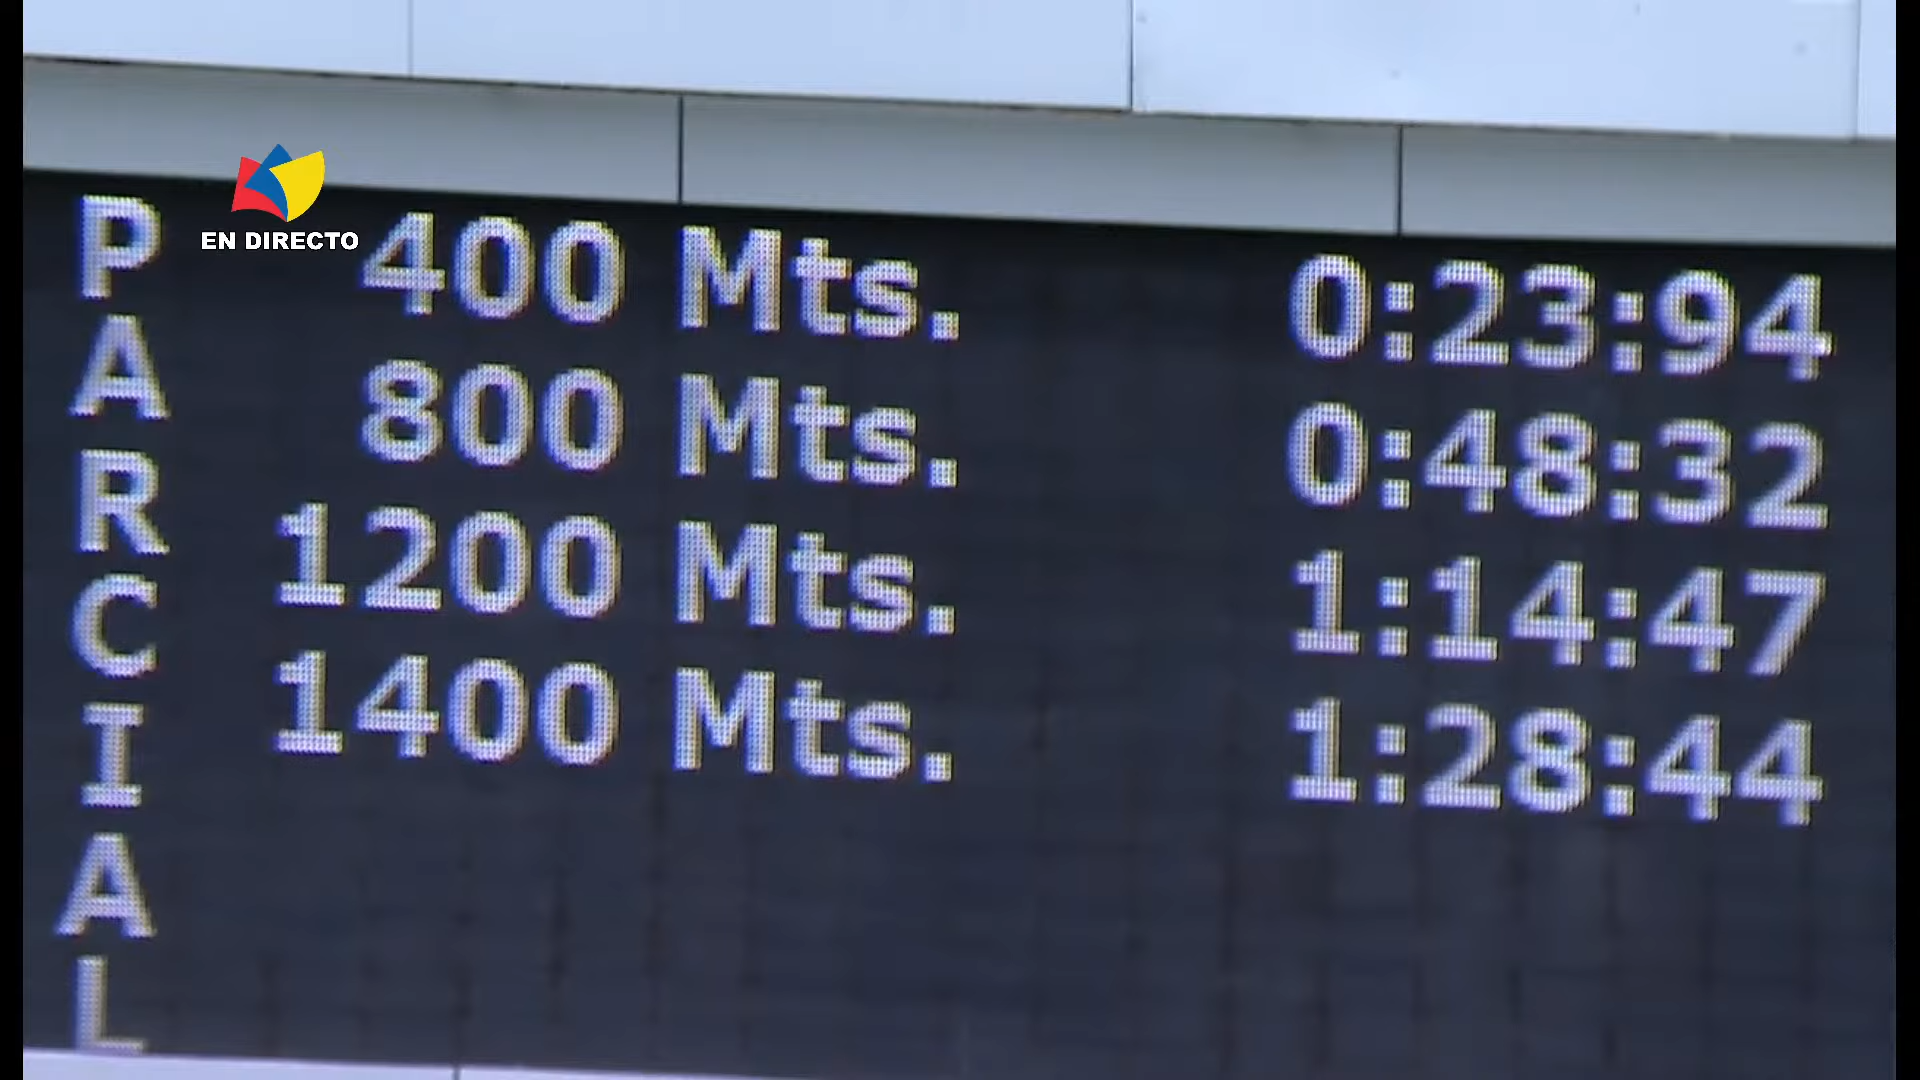 PARCIAL
EN DIRECTO
400 Mts. 0:23:94
800 Mts. 0:48:32
1200 Mts. 1:14:47
1400 Mts. 1:28:44